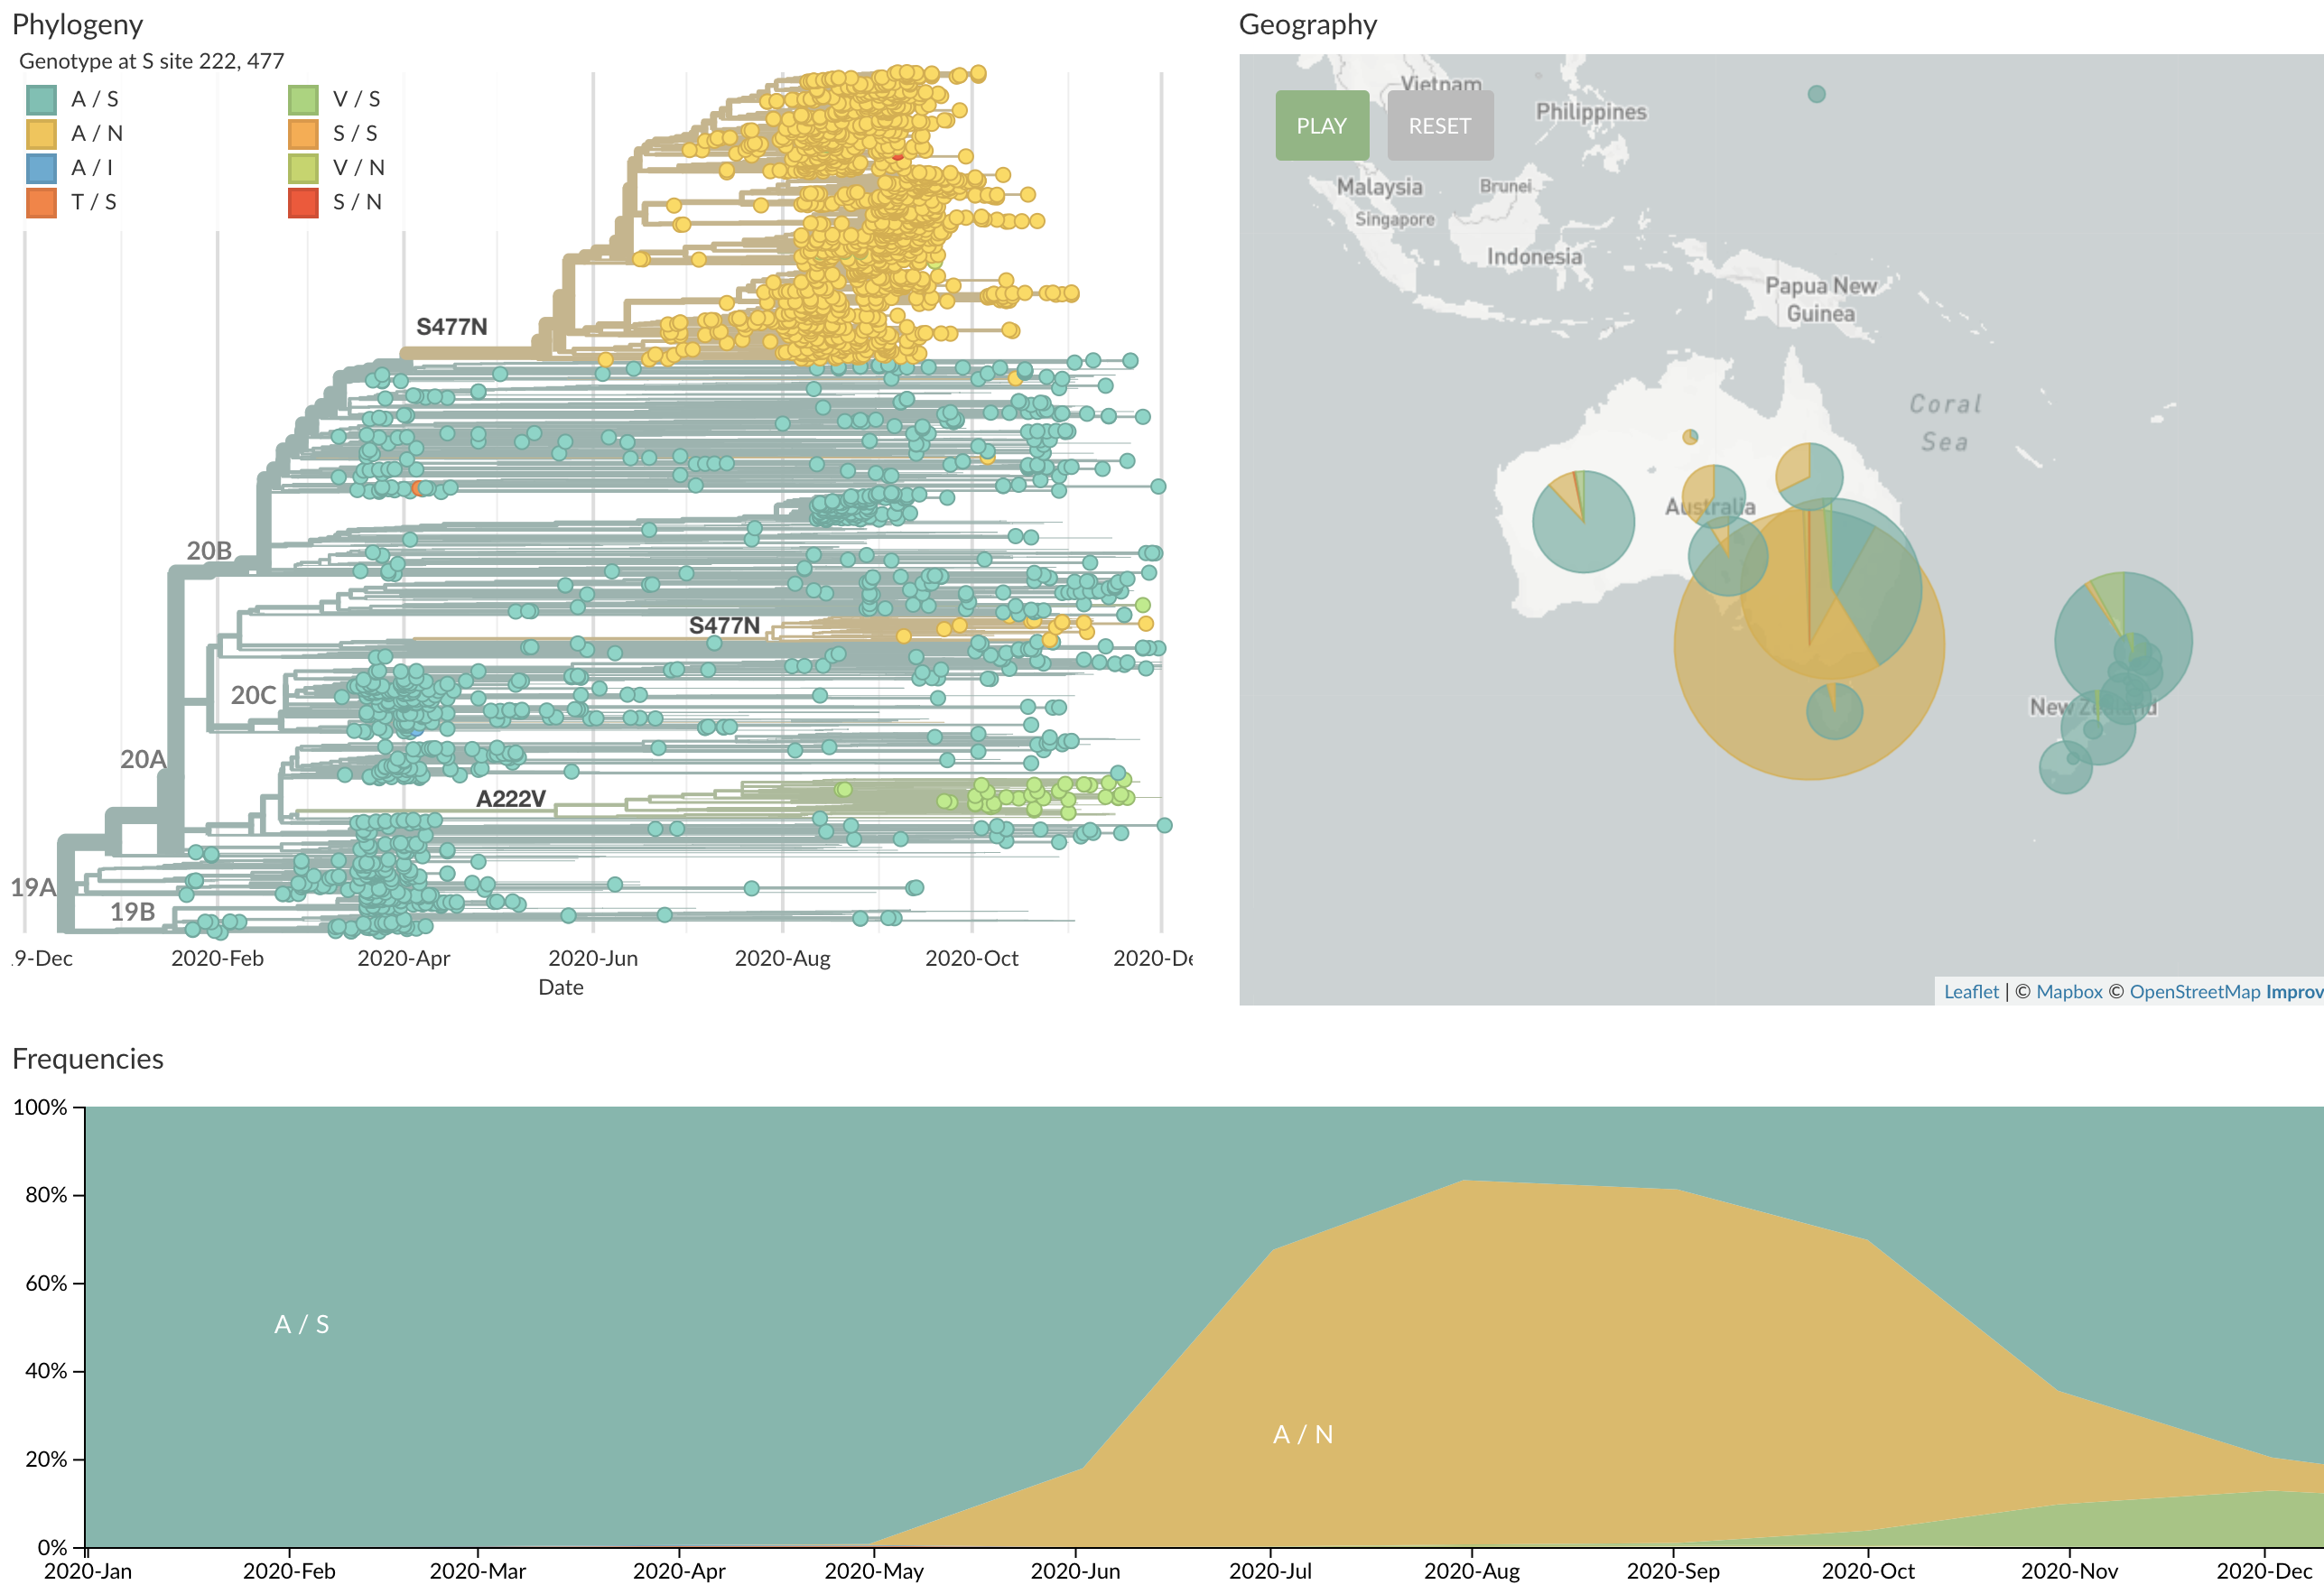 Phylogeny
Genotype at S site 222, 477
A / S
A / N
A / I
T / S
V / S
S / S
V / N
S / N
S477N
20B
S477N
20C
20A
A222V
19A
19B
9-Dec 2020-Feb 2020-Apr 2020-Jun 2020-Aug 2020-Oct 2020-De
Date
Geography
PLAY
RESET
Vietnam
Philippines
Malaysia
Brunei
Singapore
Indonesia
Papua New
Guinea
Coral
Sea
Australia
New Zealand
Leaflet | © Mapbox © OpenStreetMap Improv
Frequencies
100%
80%
60%
40%
20%
0%
A / S
A / N
2020-Jan 2020-Feb 2020-Mar 2020-Apr 2020-May 2020-Jun 2020-Jul 2020-Aug 2020-Sep 2020-Oct 2020-Nov 2020-Dec